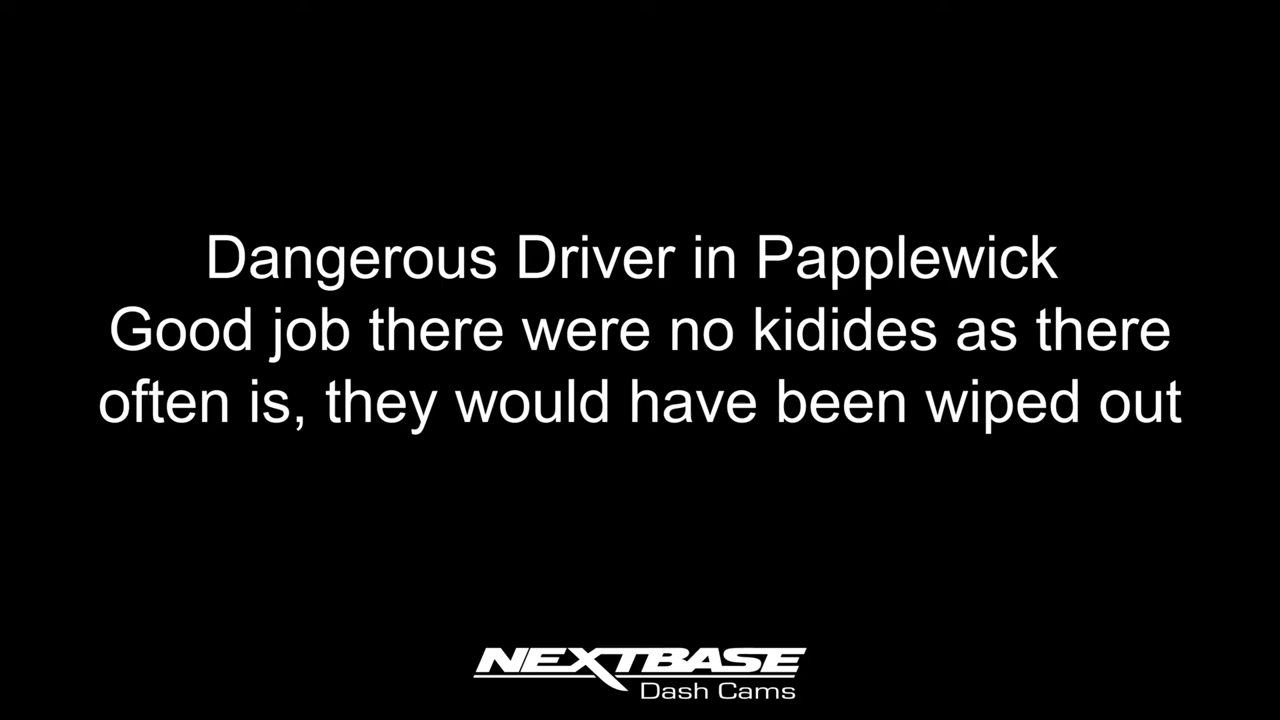 Dangerous Driver in Papplewick
Good job there were no kidides as there
often is, they would have been wiped out
NEXTBASE
Dash Cams